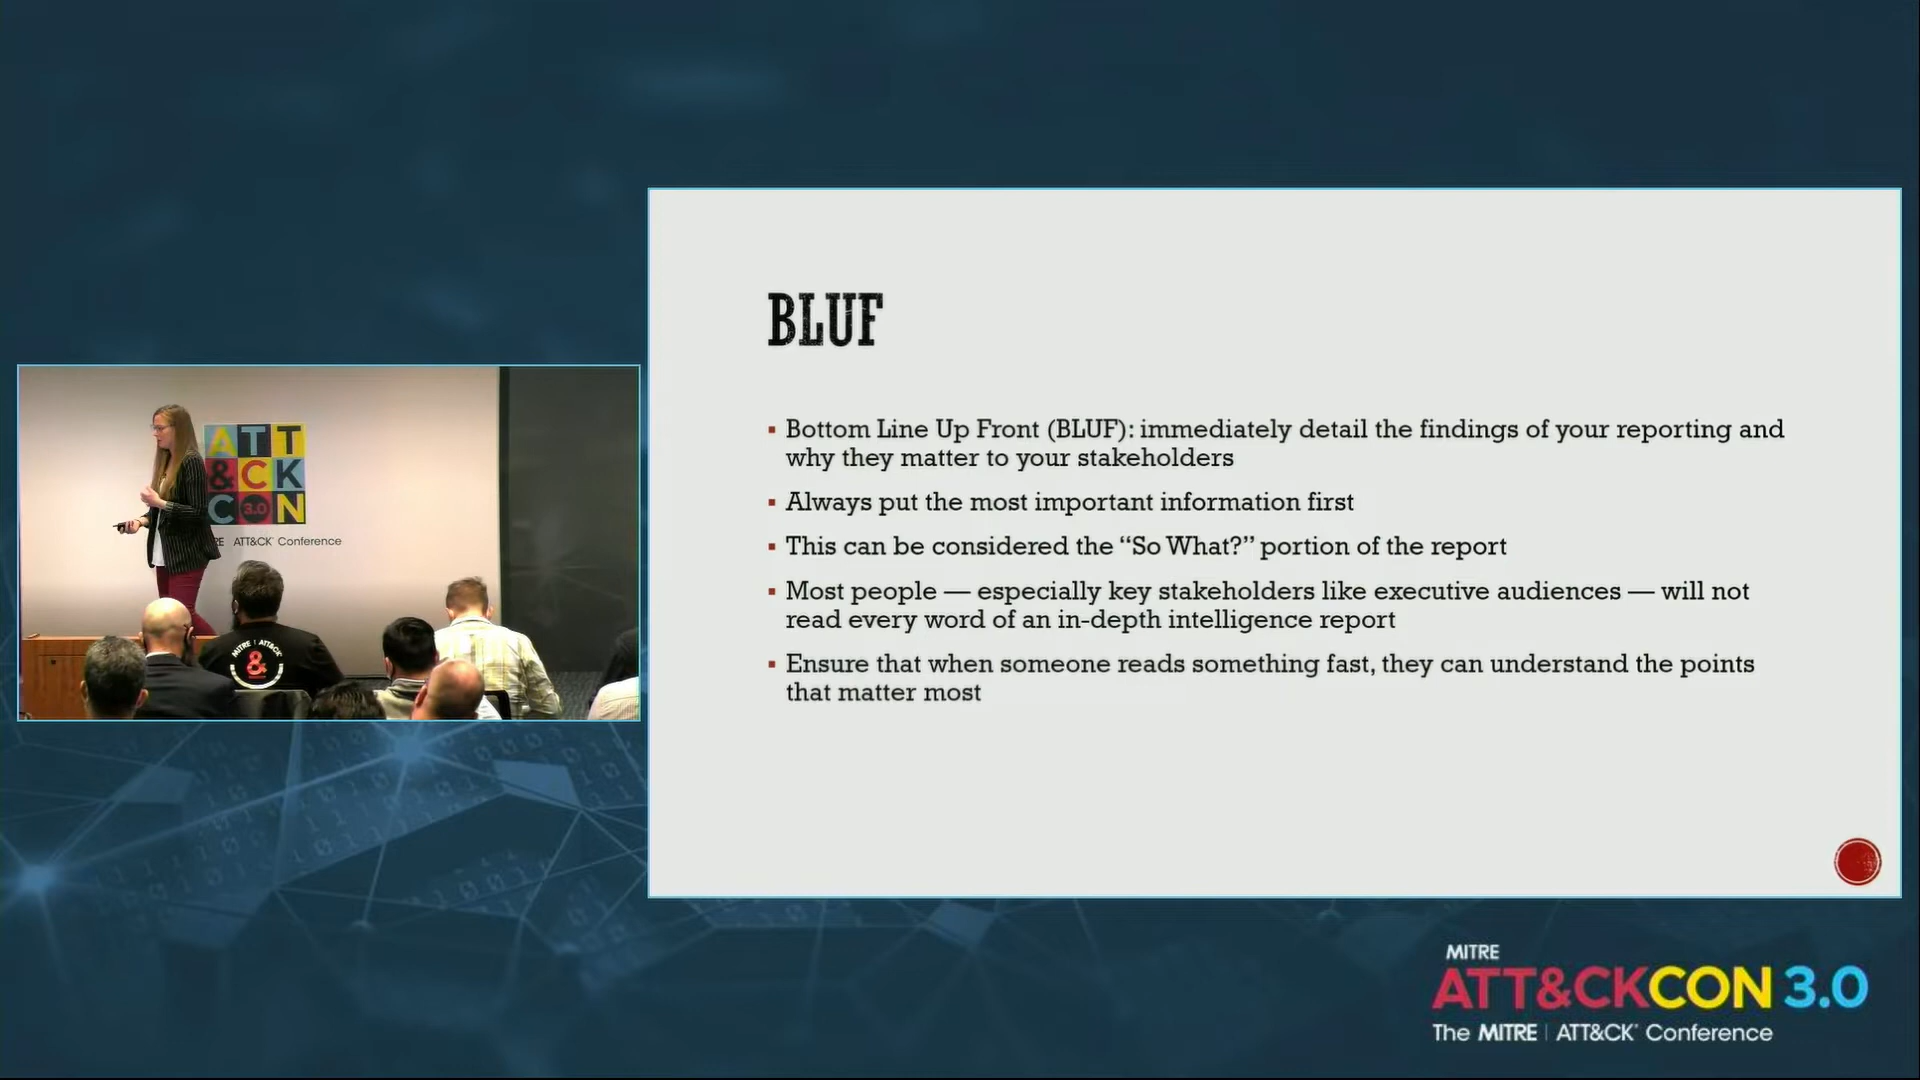 BLUF
▪ Bottom Line Up Front (BLUF): immediately detail the findings of your reporting and
why they matter to your stakeholders
▪ Always put the most important information first
▪ This can be considered the “So What?” portion of the report
▪ Most people — especially key stakeholders like executive audiences — will not
read every word of an in-depth intelligence report
▪ Ensure that when someone reads something fast, they can understand the points
that matter most
ATT
&CK
CON
3.0
RE ATT&CK Conference
MITRE | ATT&CK
&
MITRE
ATT&CKCON 3.0
The MITRE | ATT&CK® Conference